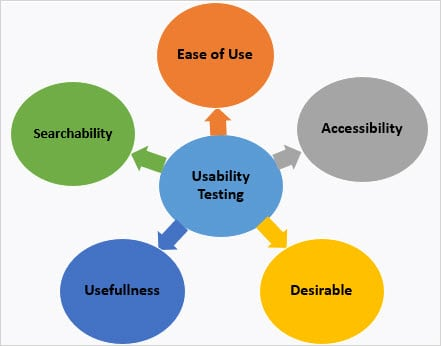 Ease of Use
Searchability
Accessibility
Usability
Testing
Usefullness
Desirable